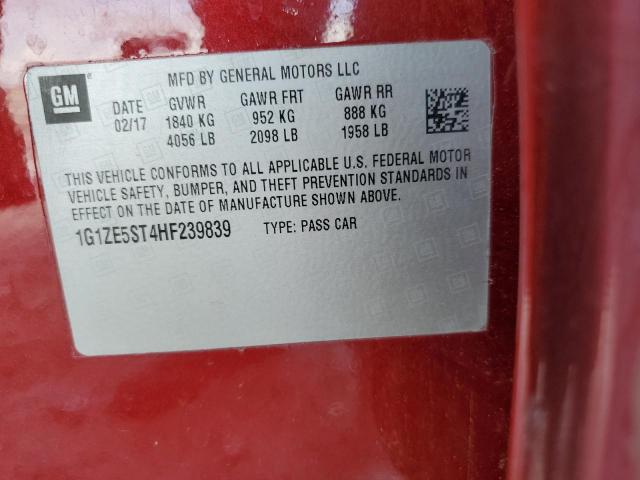 MFD BY GENERAL MOTORS LLC
GM
DATE GVWR GAWR FRT GAWR RR
02/17 1840 KG 952 KG 888 KG
4056 LB 2098 LB 1958 LB
THIS VEHICLE CONFORMS TO ALL APPLICABLE U.S. FEDERAL MOTOR
VEHICLE SAFETY, BUMPER, AND THEFT PREVENTION STANDARDS IN
EFFECT ON THE DATE OF MANUFACTURE SHOWN ABOVE.
1G1ZE5ST4HF239839 TYPE: PASS CAR